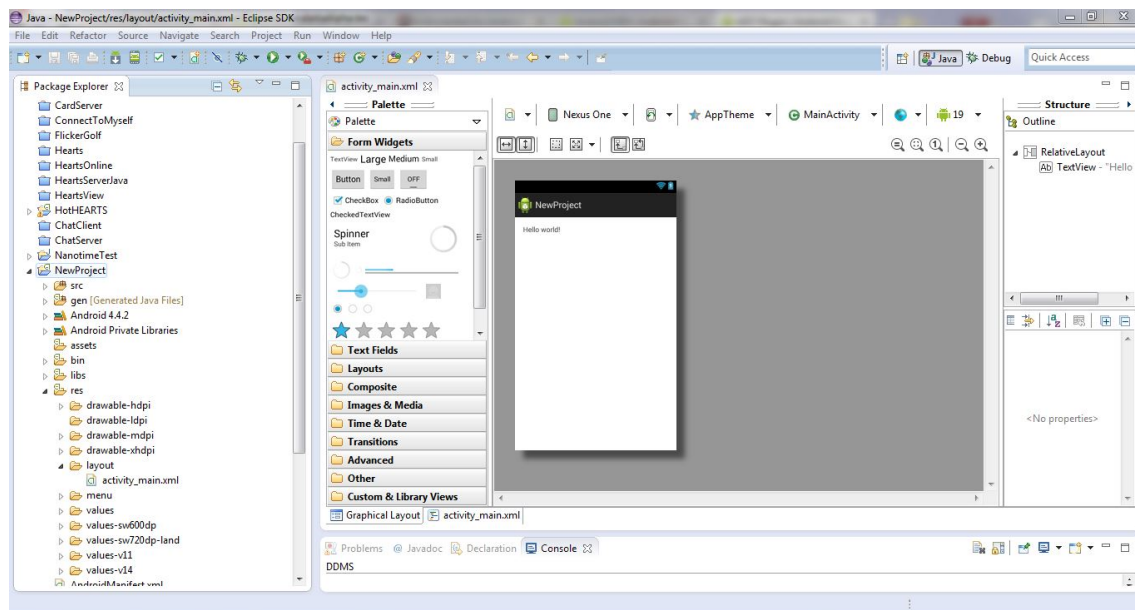 Java - NewProject/res/layout/activity_main.xml - Eclipse SDK
File Edit Refactor Source Navigate Search Project Run Window Help
Java Debug Quick Access
Package Explorer
CardServer
ConnectToMyself
FlickerGolf
Hearts
HeartsOnline
HeartsServerJava
HeartsView
HotHEARTS
ChatClient
ChatServer
NanotimeTest
NewProject
src
gen [Generated Java Files]
Android 4.4.2
Android Private Libraries
assets
bin
libs
res
drawable-hdpi
drawable-ldpi
drawable-mdpi
drawable-xhdpi
layout
activity_main.xml
menu
values
values-sw600dp
values-sw720dp-land
values-v11
values-v14
AndroidManifest.xml
activity_main.xml
Palette
Palette
Form Widgets
TextView Large Medium Small
Button Small OFF
CheckBox RadioButton
CheckedTextView
Spinner
Sub Item
Text Fields
Layouts
Composite
Images & Media
Time & Date
Transitions
Advanced
Other
Custom & Library Views
Nexus One AppTheme MainActivity 19
NewProject
Hello world!
Graphical Layout activity_main.xml
Structure
Outline
RelativeLayout
Ab TextView - "Hello
<No properties>
Problems @ Javadoc Declaration Console
DDMS